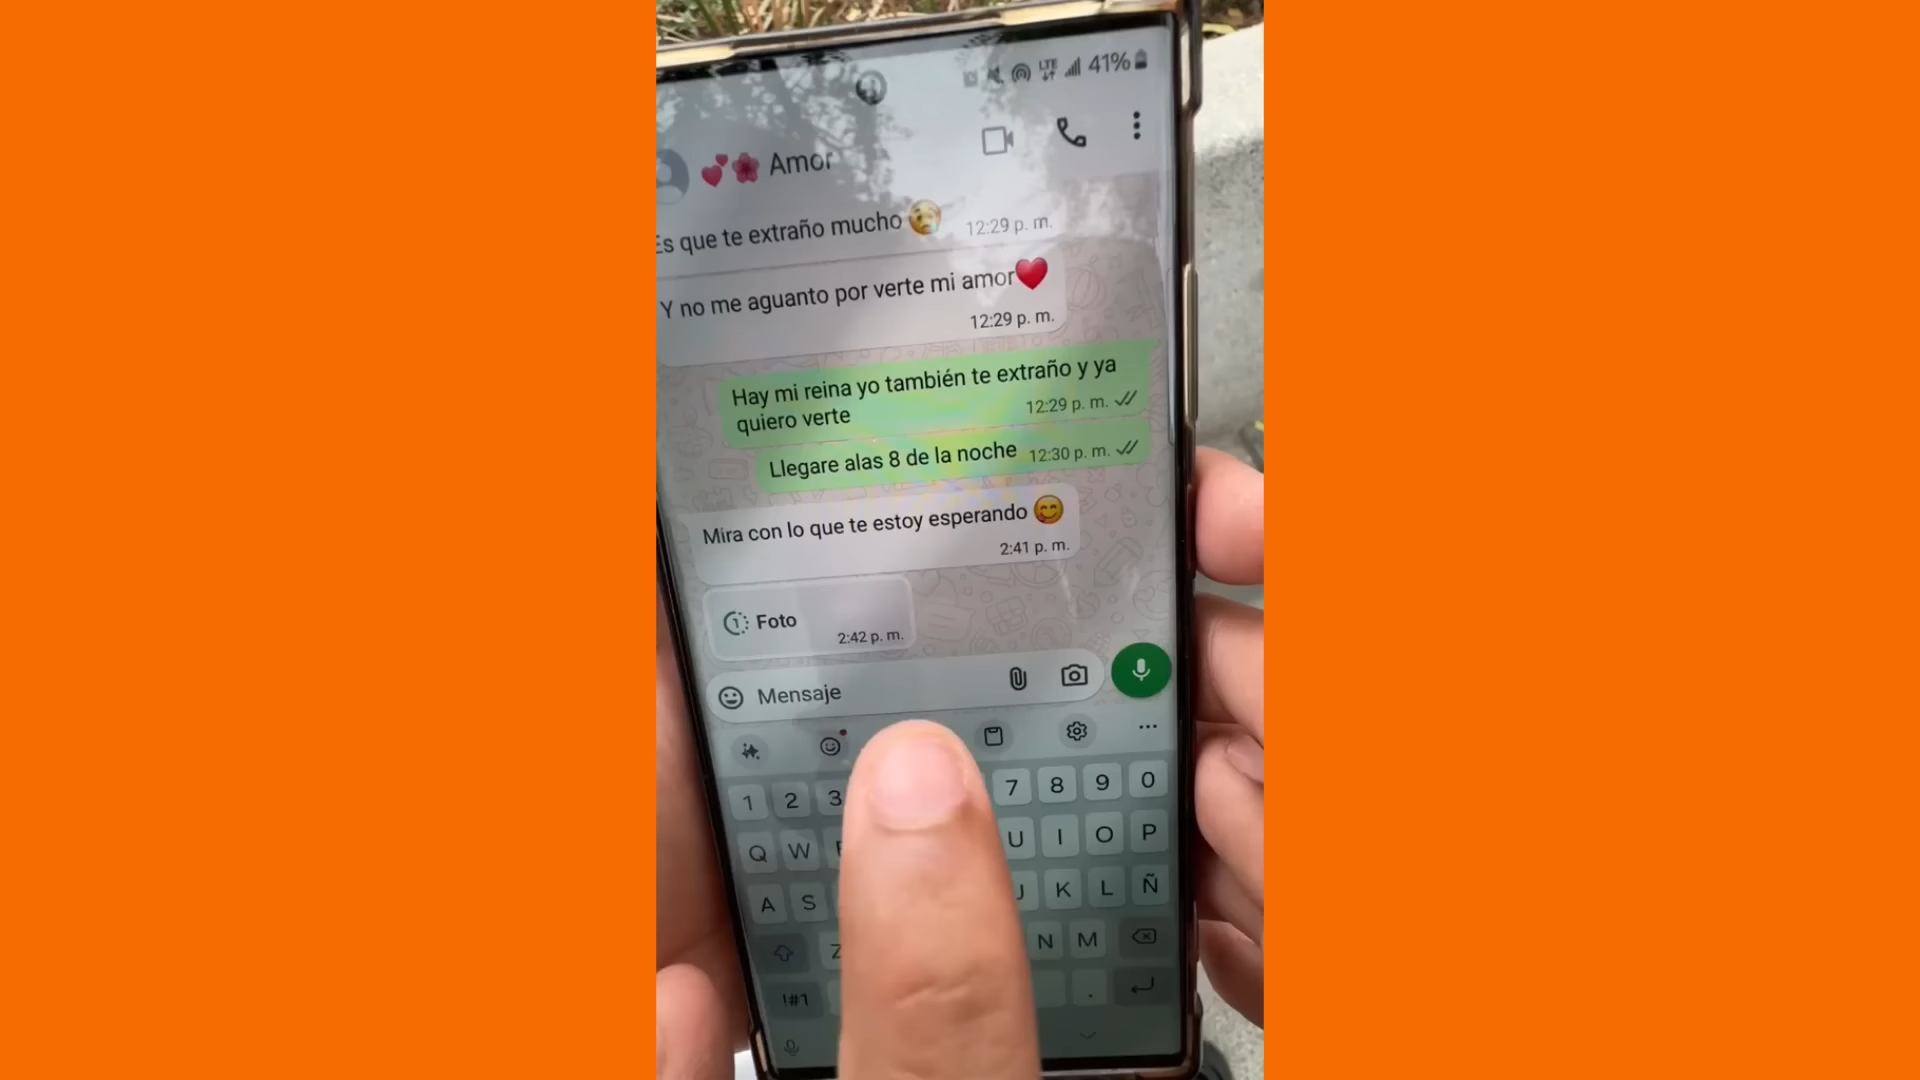 LTE 41%
Amor
Es que te extraño mucho 😢 12:29 p. m.
Y no me aguanto por verte mi amor❤️
12:29 p. m.
Hay mi reina yo también te extraño y ya
quiero verte 12:29 p. m.
Llegare alas 8 de la noche 12:30 p. m.
Mira con lo que te estoy esperando 😋
2:41 p. m.
1 Foto
2:42 p. m.
Mensaje
1 2 3 7 8 9 0
Q W U I O P
A S J K L Ñ
Z N M
!#1 .